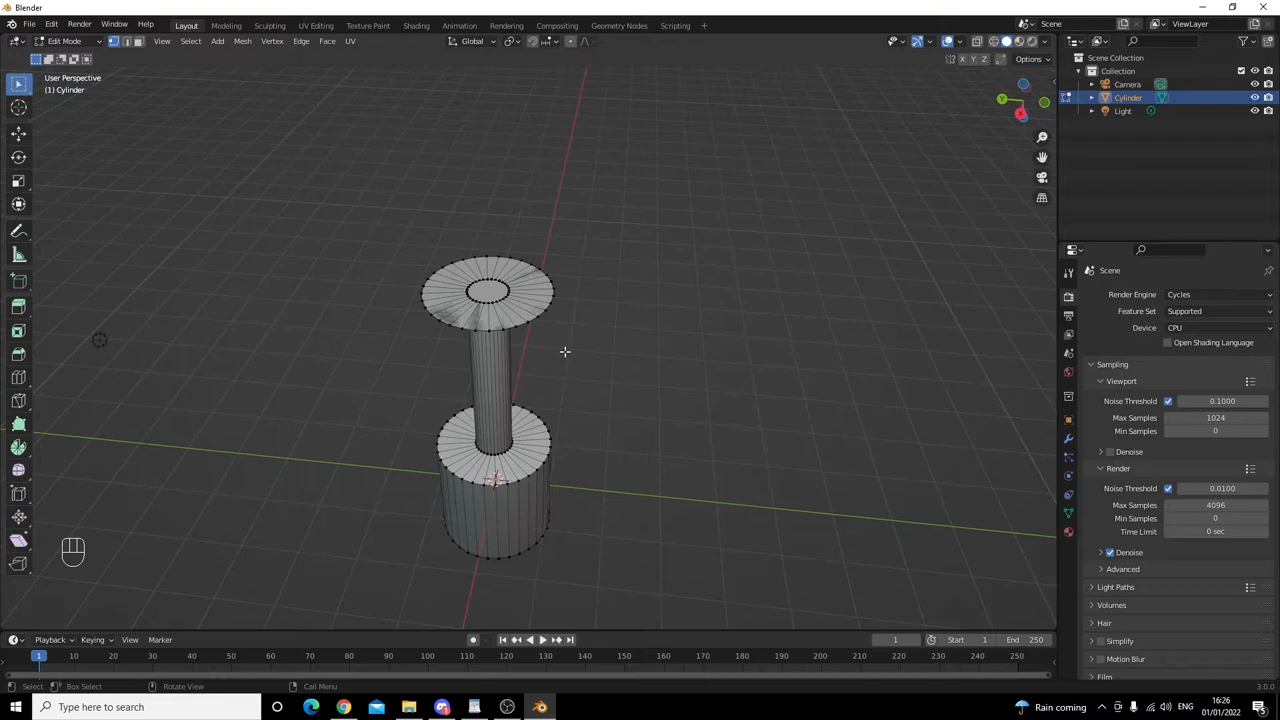 Blender
File Edit Render Window Help Layout Modeling Sculpting UV Editing Texture Paint Shading Animation Rendering Compositing Geometry Nodes Scripting + Scene ViewLayer
Edit Mode View Select Add Mesh Vertex Edge Face UV Global
X Y Z Options
User Perspective
(1) Cylinder
Y
X
Scene Collection
Collection
Camera
Cylinder
Light
Scene
Render Engine Cycles
Feature Set Supported
Device CPU
Open Shading Language
Sampling
Viewport
Noise Threshold 0.1000
Max Samples 1024
Min Samples 0
Denoise
Render
Noise Threshold 0.0100
Max Samples 4096
Min Samples 0
Time Limit 0 sec
Denoise
Advanced
Light Paths
Volumes
Hair
Simplify
Motion Blur
Film
Playback Keying View Marker 1 Start 1 End 250
1 10 20 30 40 50 60 70 80 90 100 110 120 130 140 150 160 170 180 190 200 210 220 230 240 250
Select Box Select Rotate View Call Menu 3.0.0
Type here to search Rain coming ENG 16:26
01/01/2022